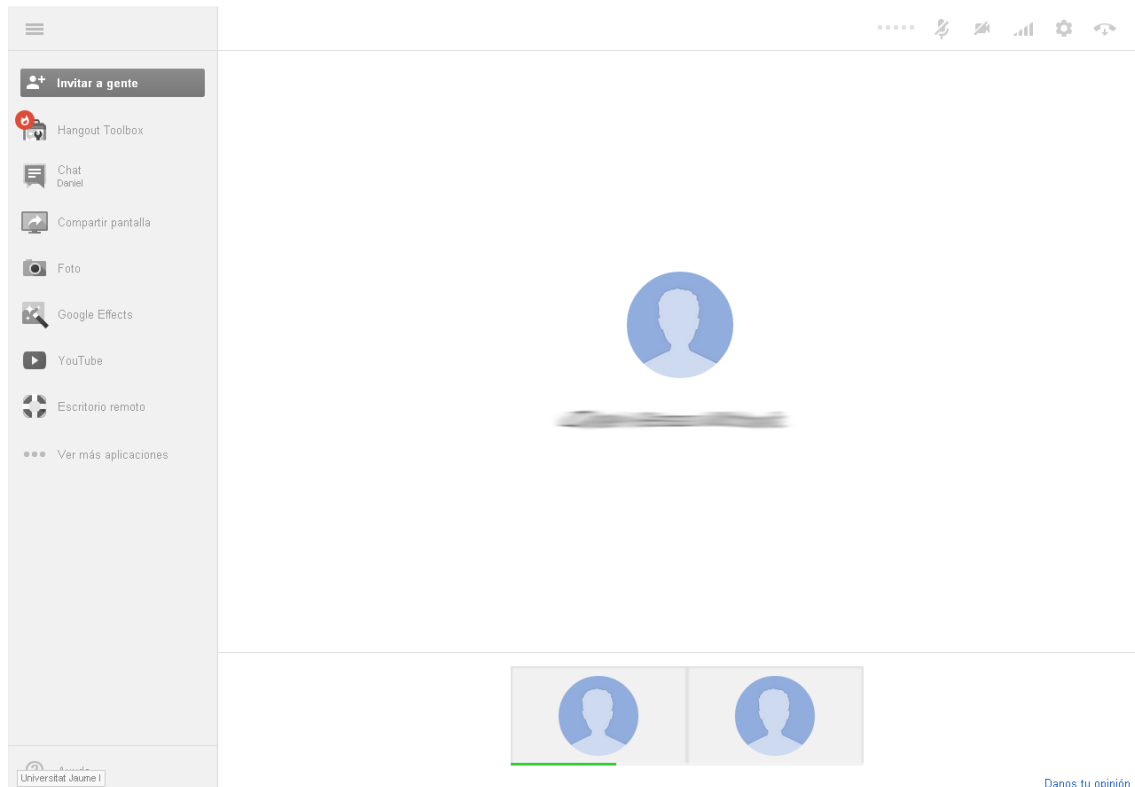 Invitar a gente
Hangout Toolbox
Chat
Daniel
Compartir pantalla
Foto
Google Effects
YouTube
Escritorio remoto
Ver más aplicaciones
Universitat Jaume I
Danos tu opinión